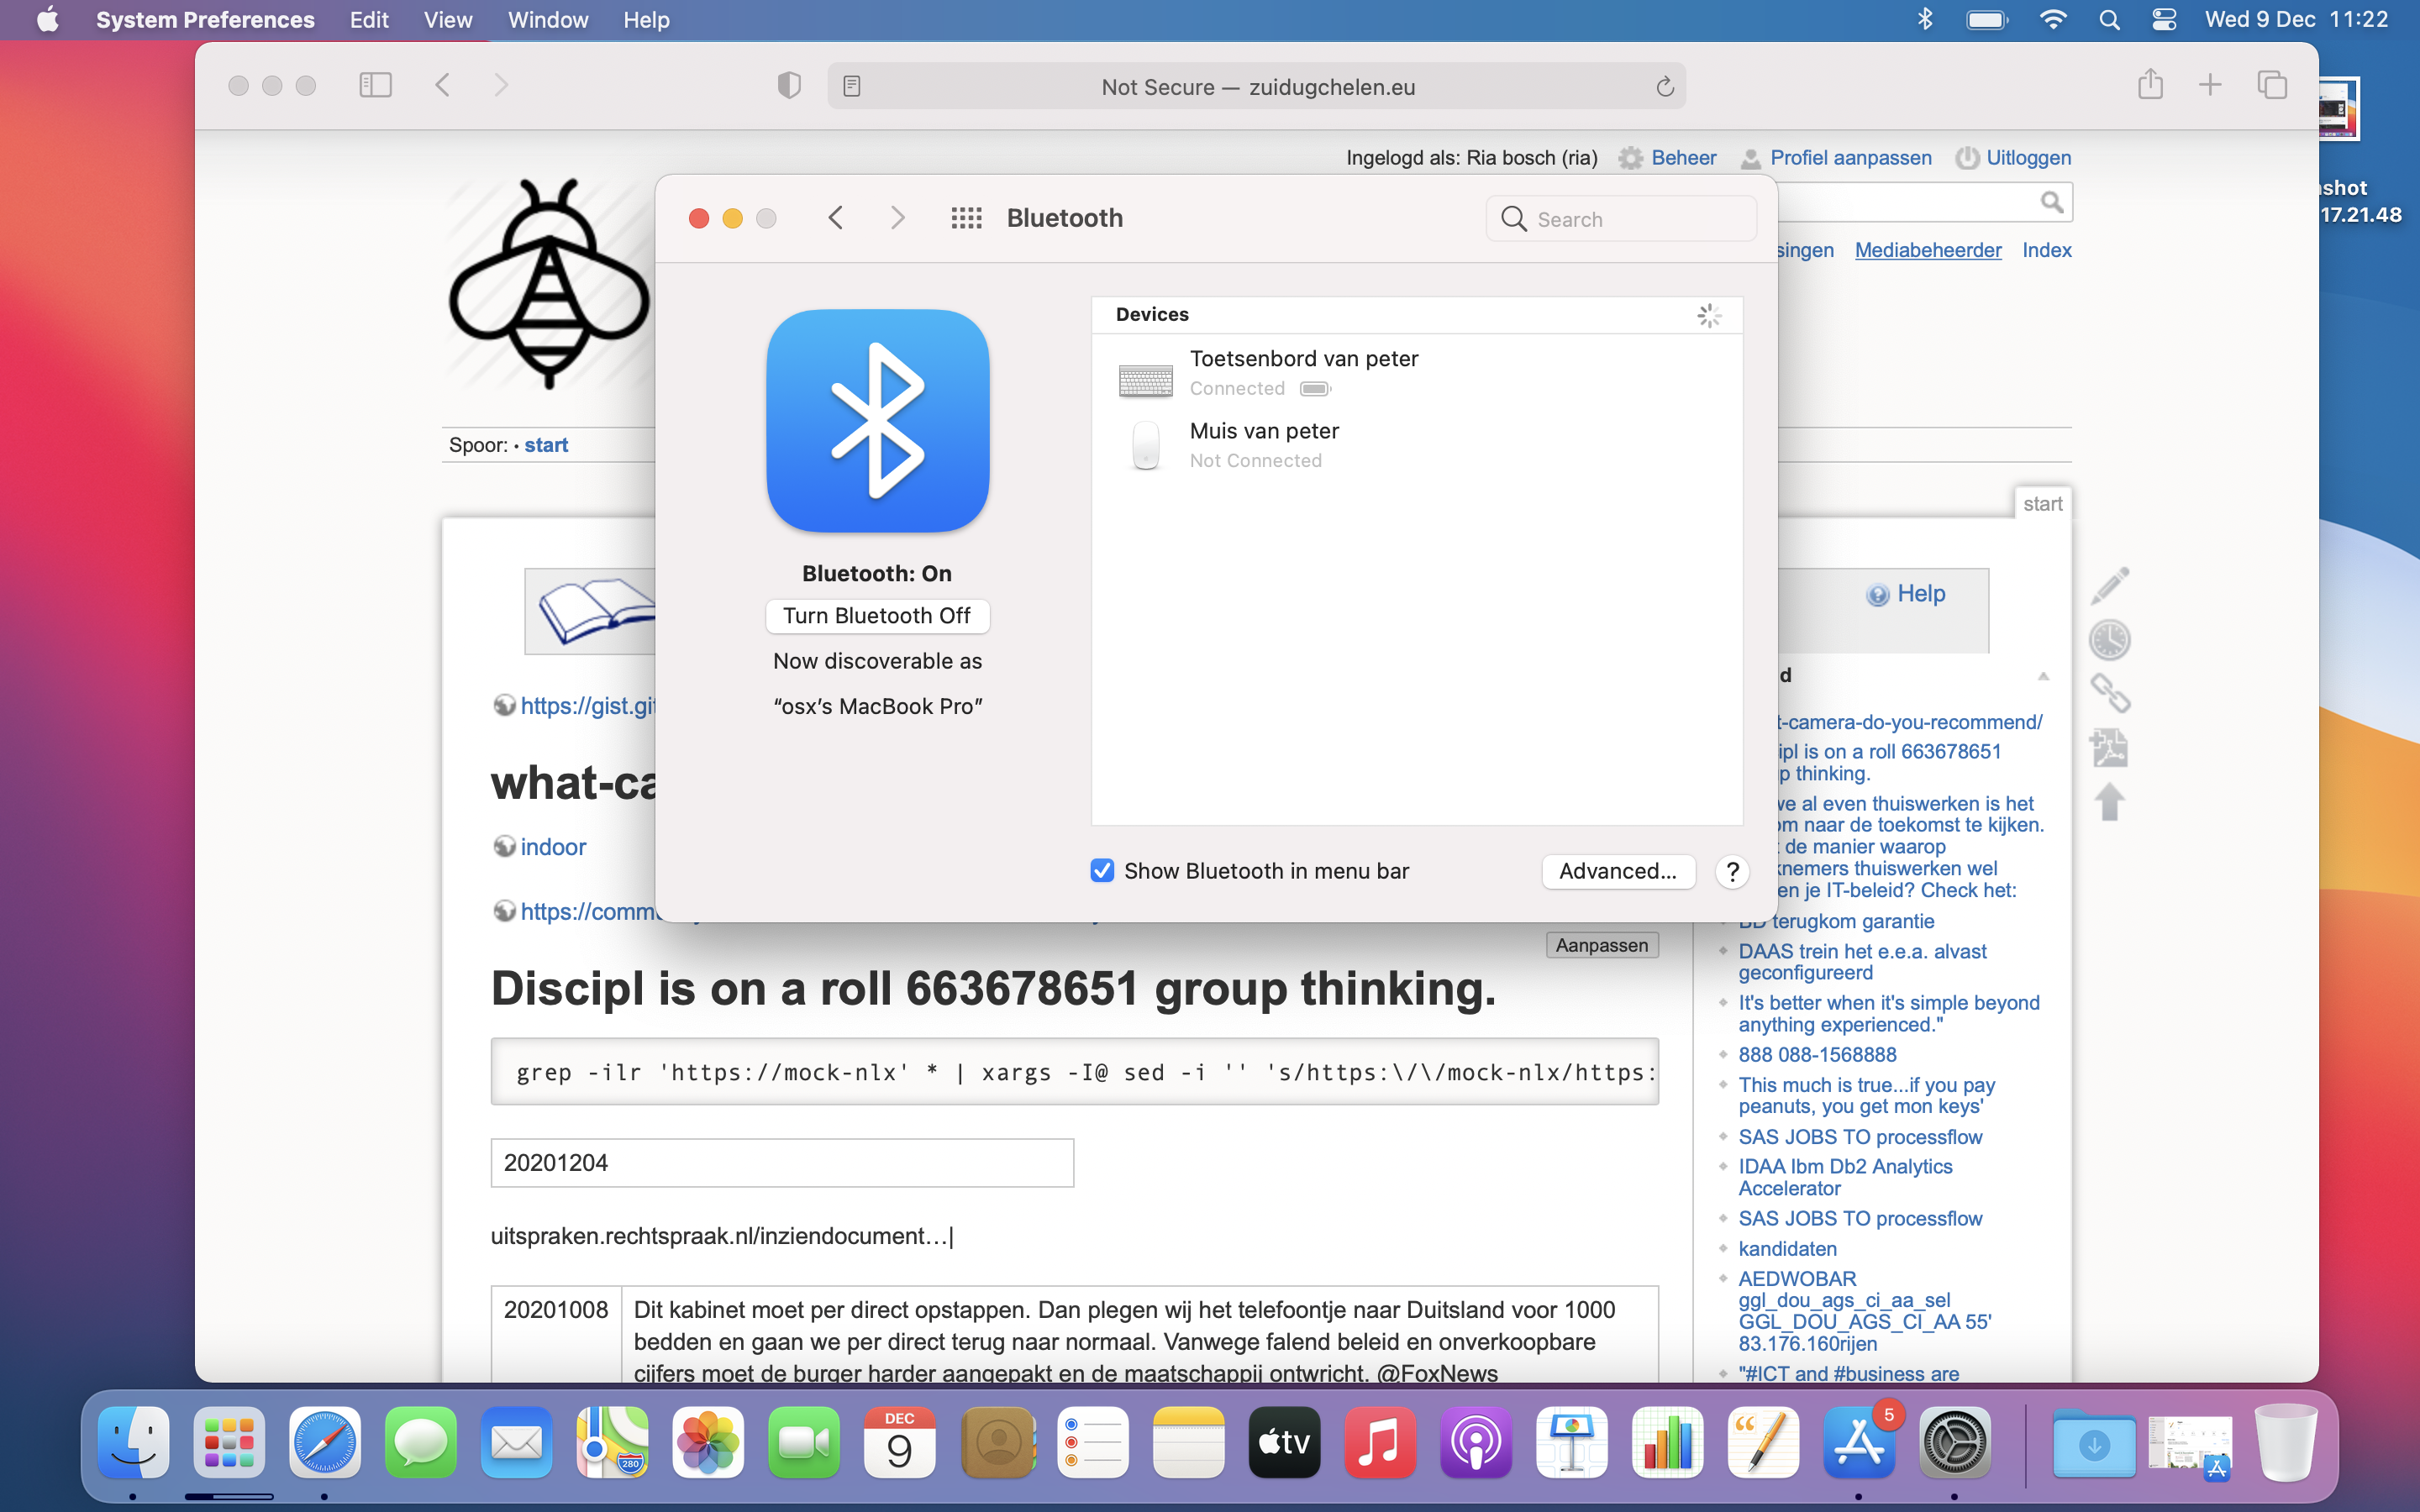 System Preferences Edit View Window Help Wed 9 Dec 11:22
Not Secure — zuidugchelen.eu
Ingelogd als: Ria bosch (ria) Beheer Profiel aanpassen Uitloggen
17.21.48
Bluetooth
Search
Mediabeheerder Index
Devices
Toetsenbord van peter
Connected
Muis van peter
Not Connected
Spoor: • start
start
Bluetooth: On
Turn Bluetooth Off
Now discoverable as
“osx’s MacBook Pro”
Show Bluetooth in menu bar
Advanced...
?
Help
https://gist.git
what-ca
indoor
https://comm
Aanpassen
Discipl is on a roll 663678651 group thinking.
grep -ilr 'https://mock-nlx' * | xargs -I@ sed -i '' 's/https:\/\/mock-nlx/https:
20201204
uitspraken.rechtspraak.nl/inziendocument…|
20201008 Dit kabinet moet per direct opstappen. Dan plegen wij het telefoontje naar Duitsland voor 1000
bedden en gaan we per direct terug naar normaal. Vanwege falend beleid en onverkoopbare
cijfers moet de burger harder aangepakt en de maatschappij ontwricht. @FoxNews
t-camera-do-you-recommend/
ipl is on a roll 663678651
p thinking.
we al even thuiswerken is het
om naar de toekomst te kijken.
de manier waarop
knemers thuiswerken wel
en je IT-beleid? Check het:
terugkom garantie
DAAS trein het e.e.a. alvast
geconfigureerd
It's better when it's simple beyond
anything experienced."
888 088-1568888
This much is true...if you pay
peanuts, you get mon keys'
SAS JOBS TO processflow
IDAA Ibm Db2 Analytics
Accelerator
SAS JOBS TO processflow
kandidaten
AEDWOBAR
ggl_dou_ags_ci_aa_sel
GGL_DOU_AGS_CI_AA 55'
83.176.160rijen
"#ICT and #business are
DEC
9
280
tv
5